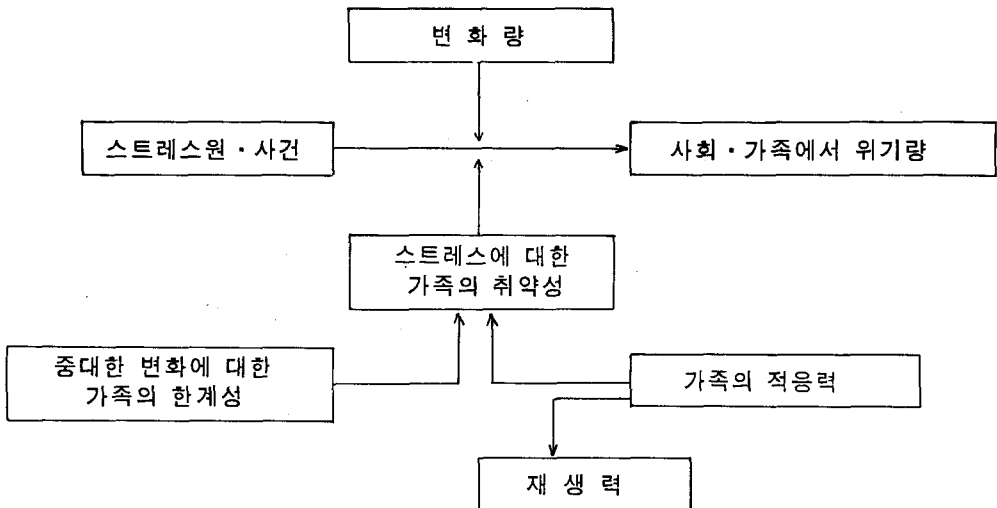 변 화 량
스트레스원 · 사건
사회 · 가족에서 위기량
스트레스에 대한
가족의 취약성
중대한 변화에 대한
가족의 한계성
가족의 적응력
재 생 력